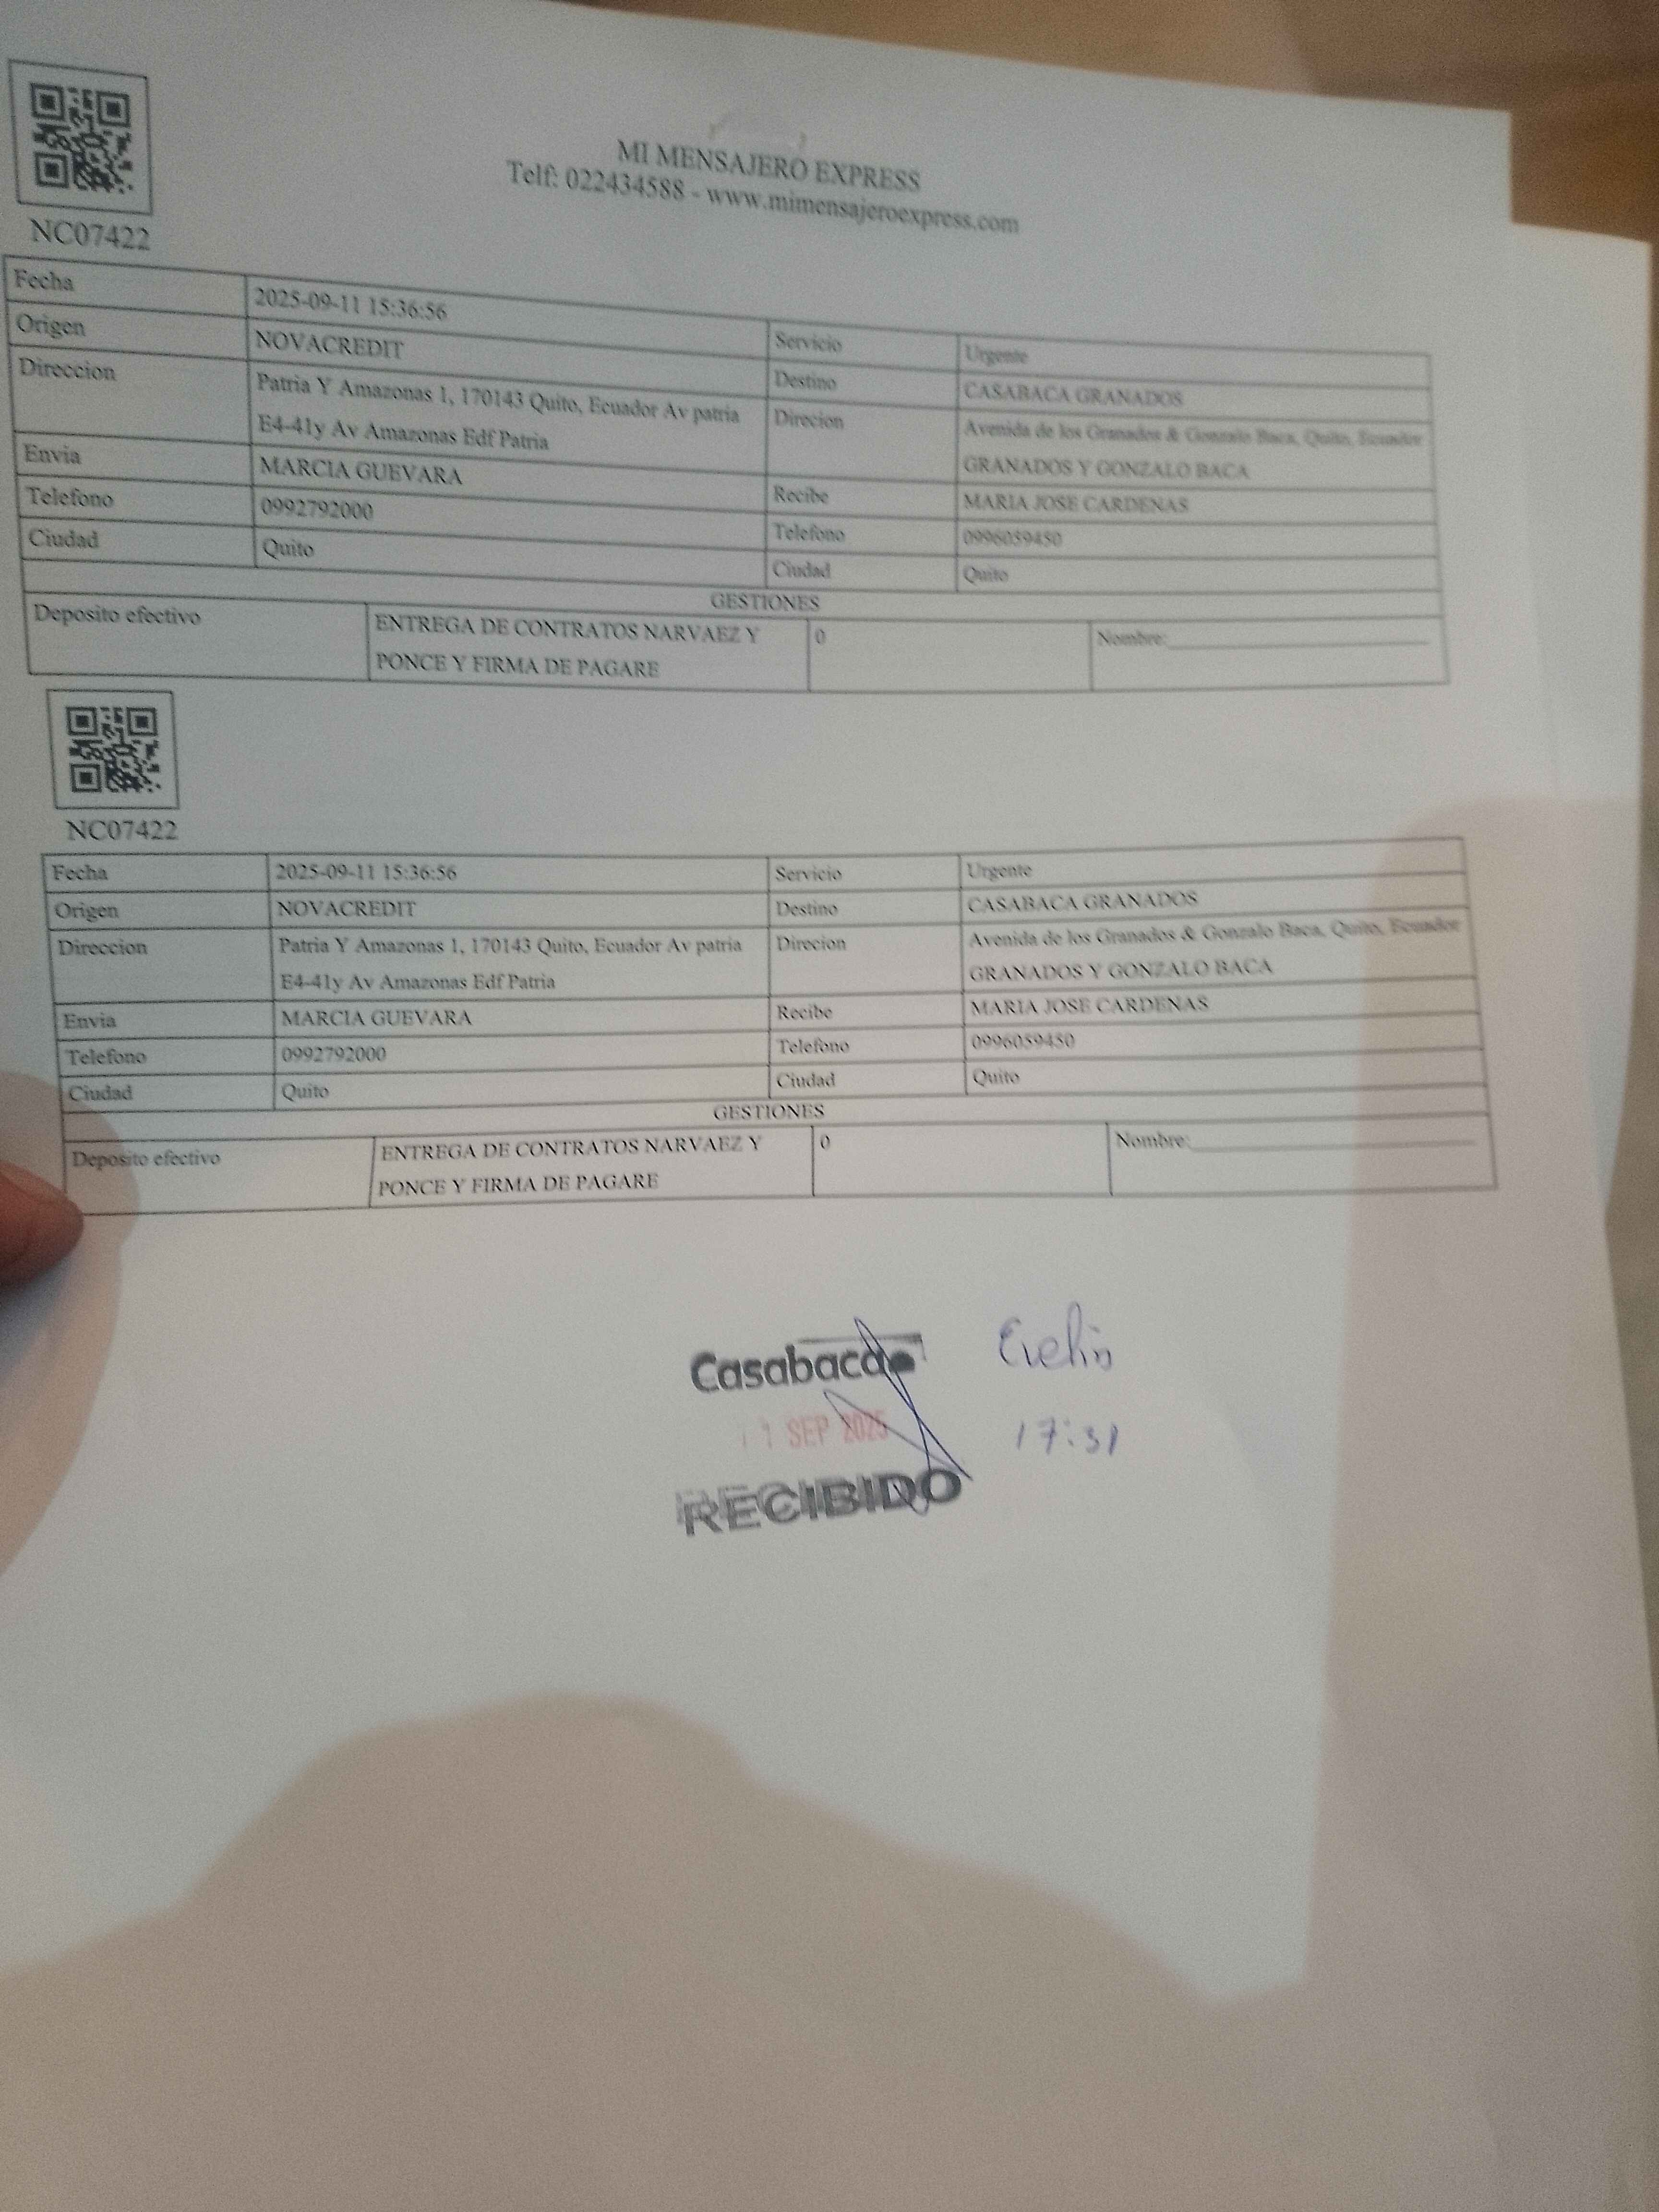 MI MENSAJERO EXPRESS
Telf: 022434588 - www.mimensajeroexpress.com
NC07422
Fecha 2025-09-11 15:36:56 Servicio Urgente
Origen NOVACREDIT Destino CASABACA GRANADOS
Direccion Patria Y Amazonas 1, 170143 Quito, Ecuador Av patria E4-41y Av Amazonas Edf Patria Direcion Avenida de los Granados & Gonzalo Baca, Quito, Ecuador GRANADOS Y GONZALO BACA
Envia MARCIA GUEVARA Recibe MARIA JOSE CARDENAS
Telefono 0992792000 Telefono 0996059450
Ciudad Quito Ciudad Quito
GESTIONES
Deposito efectivo ENTREGA DE CONTRATOS NARVAEZ Y PONCE Y FIRMA DE PAGARE 0 Nombre:
NC07422
Fecha 2025-09-11 15:36:56 Servicio Urgente
Origen NOVACREDIT Destino CASABACA GRANADOS
Direccion Patria Y Amazonas 1, 170143 Quito, Ecuador Av patria E4-41y Av Amazonas Edf Patria Direcion Avenida de los Granados & Gonzalo Baca, Quito, Ecuador GRANADOS Y GONZALO BACA
Envia MARCIA GUEVARA Recibe MARIA JOSE CARDENAS
Telefono 0992792000 Telefono 0996059450
Ciudad Quito Ciudad Quito
GESTIONES
Deposito efectivo ENTREGA DE CONTRATOS NARVAEZ Y PONCE Y FIRMA DE PAGARE 0 Nombre:
Casabaca
11 SEP 2025 17:31
RECIBIDO